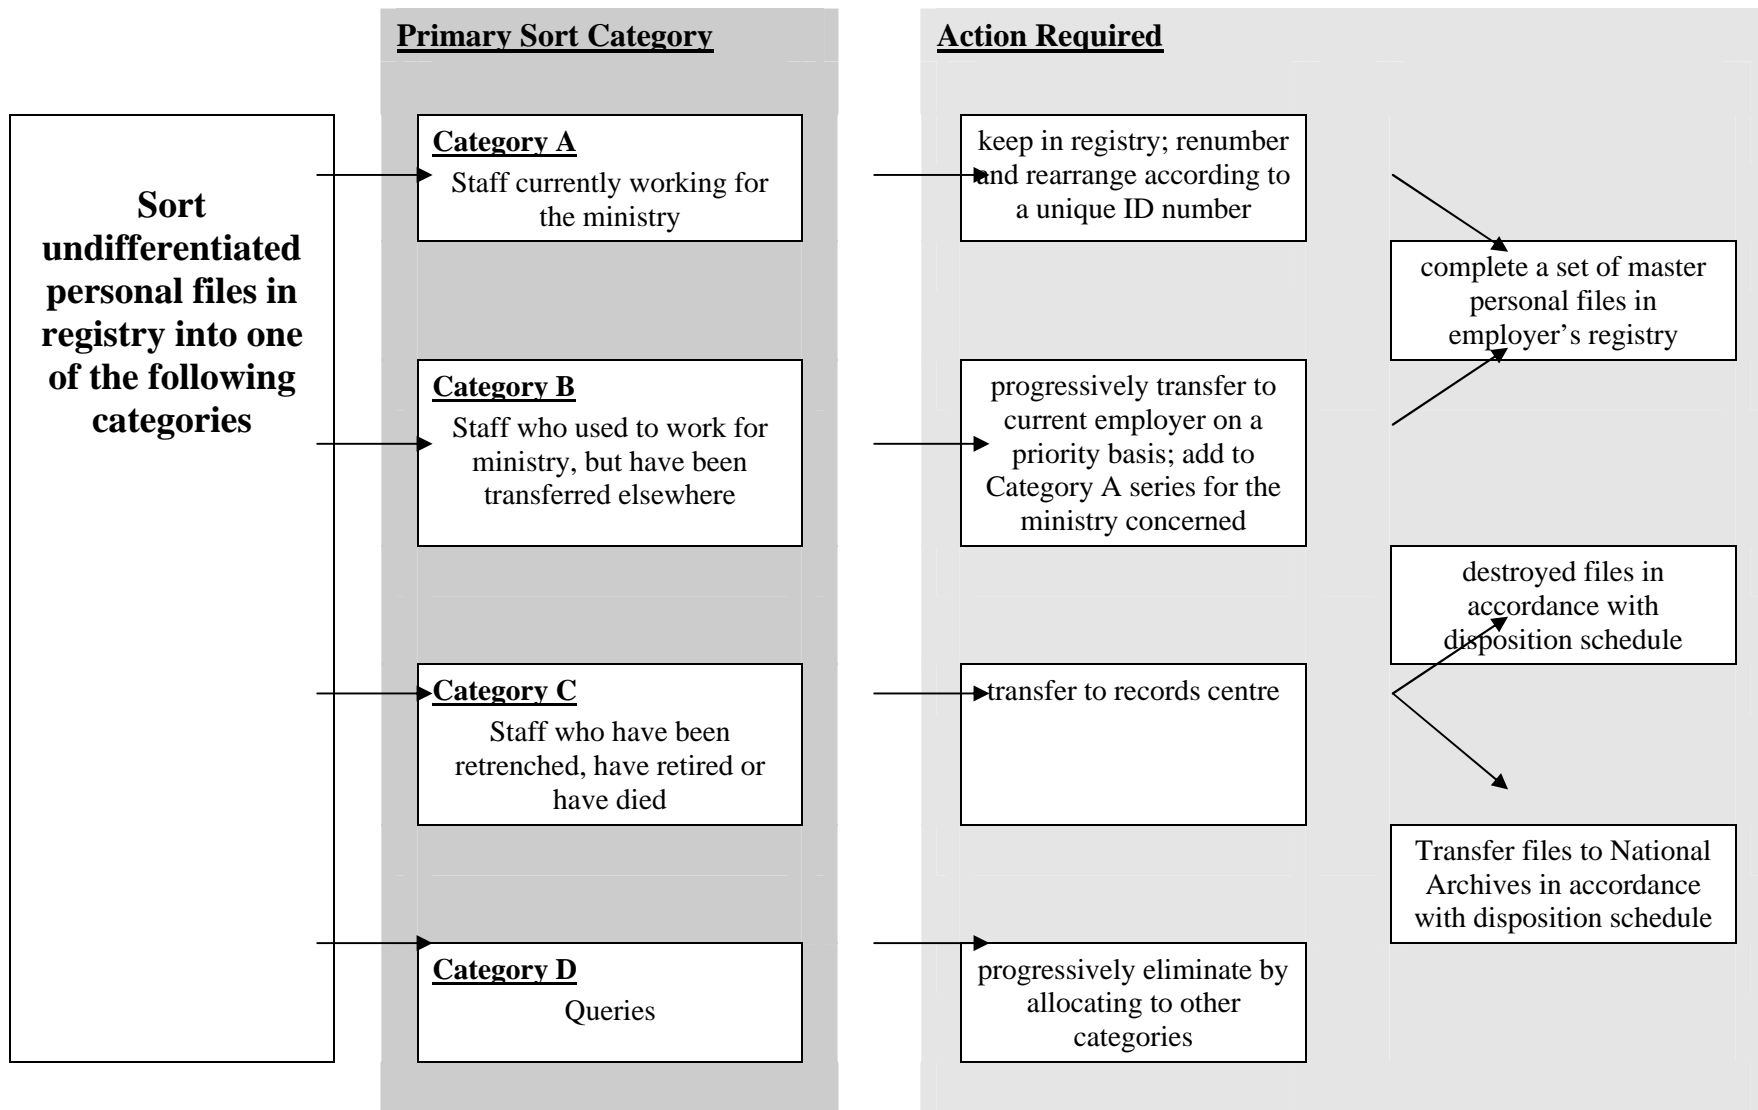 Primary Sort Category
Action Required
Sort
undifferentiated
personal files in
registry into one
of the following
categories
Category A
Staff currently working for
the ministry
keep in registry; renumber
and rearrange according to
a unique ID number
complete a set of master
personal files in
employer’s registry
Category B
Staff who used to work for
ministry, but have been
transferred elsewhere
progressively transfer to
current employer on a
priority basis; add to
Category A series for the
ministry concerned
destroyed files in
accordance with
disposition schedule
Category C
Staff who have been
retrenched, have retired or
have died
transfer to records centre
Transfer files to National
Archives in accordance
with disposition schedule
Category D
Queries
progressively eliminate by
allocating to other
categories